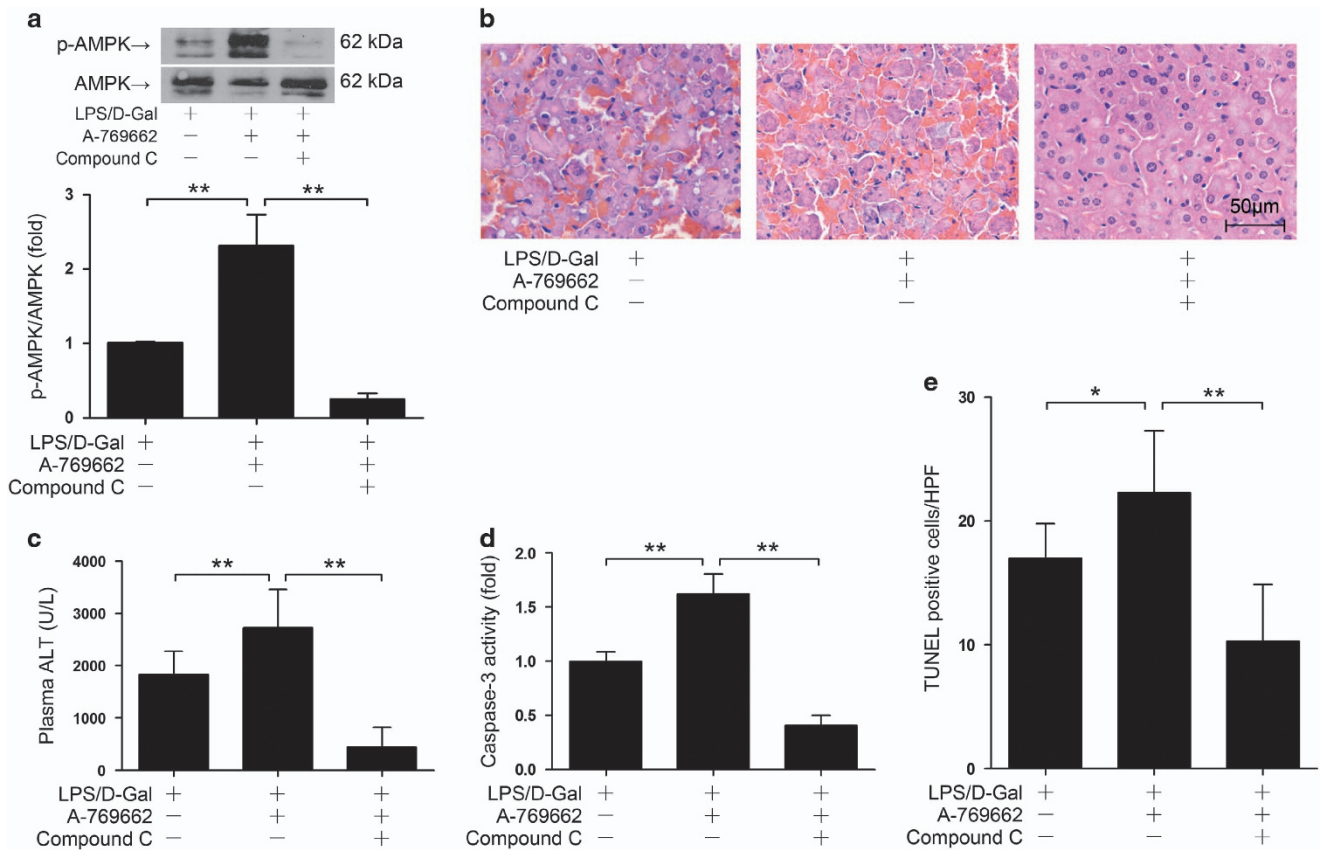 a
p-AMPK→ 62 kDa
AMPK→ 62 kDa
LPS/D-Gal + + +
A-769662 − + +
Compound C − − +
** **
p-AMPK/AMPK (fold)
3
2
1
0
LPS/D-Gal + + +
A-769662 − + +
Compound C − − +
b
50µm
LPS/D-Gal + + +
A-769662 − + +
Compound C − − +
c
** **
Plasma ALT (U/L)
4000
3000
2000
1000
0
LPS/D-Gal + + +
A-769662 − + +
Compound C − − +
d
** **
Caspase-3 activity (fold)
2.0
1.5
1.0
0.5
0.0
LPS/D-Gal + + +
A-769662 − + +
Compound C − − +
e
* **
TUNEL positive cells/HPF
30
20
10
0
LPS/D-Gal + + +
A-769662 − + +
Compound C − − +